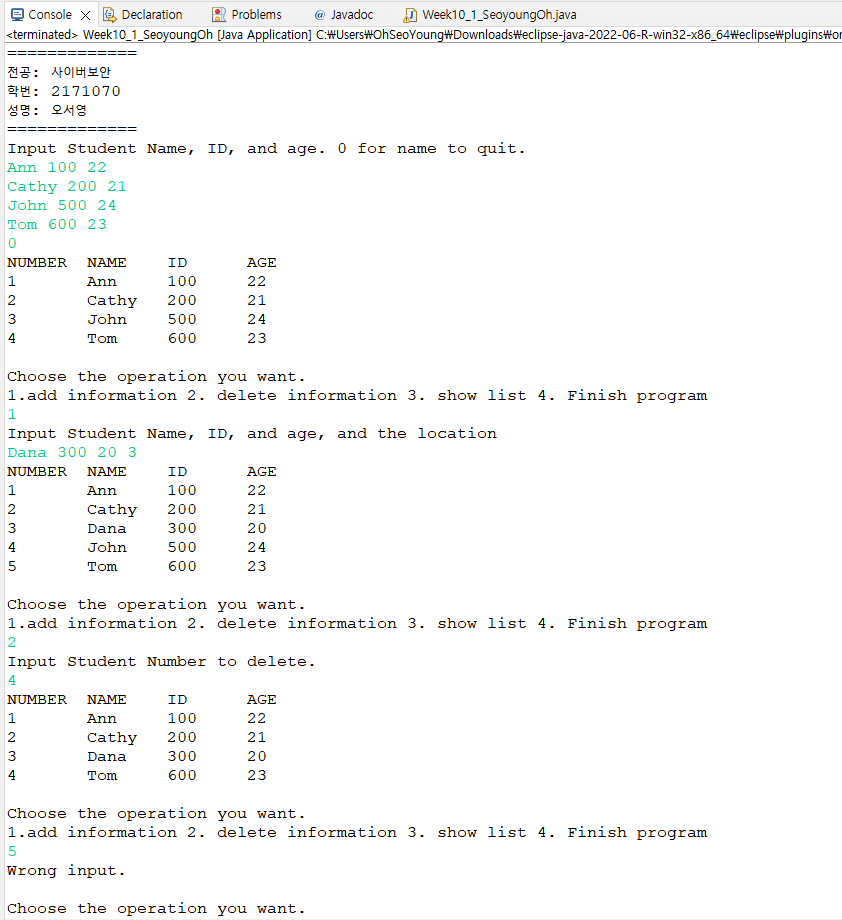 Console Declaration Problems @ Javadoc Week10_1_SeoyoungOh.java
<terminated> Week10_1_SeoyoungOh [Java Application] C:₩Users₩OhSeoYoung₩Downloads₩eclipse-java-2022-06-R-win32-x86_64₩eclipse₩plugins₩or
=============
전공: 사이버보안
학번: 2171070
성명: 오서영
=============
Input Student Name, ID, and age. 0 for name to quit.
Ann 100 22
Cathy 200 21
John 500 24
Tom 600 23
0
NUMBER NAME ID AGE
1 Ann 100 22
2 Cathy 200 21
3 John 500 24
4 Tom 600 23
Choose the operation you want.
1.add information 2. delete information 3. show list 4. Finish program
1
Input Student Name, ID, and age, and the location
Dana 300 20 3
NUMBER NAME ID AGE
1 Ann 100 22
2 Cathy 200 21
3 Dana 300 20
4 John 500 24
5 Tom 600 23
Choose the operation you want.
1.add information 2. delete information 3. show list 4. Finish program
2
Input Student Number to delete.
4
NUMBER NAME ID AGE
1 Ann 100 22
2 Cathy 200 21
3 Dana 300 20
4 Tom 600 23
Choose the operation you want.
1.add information 2. delete information 3. show list 4. Finish program
5
Wrong input.
Choose the operation you want.